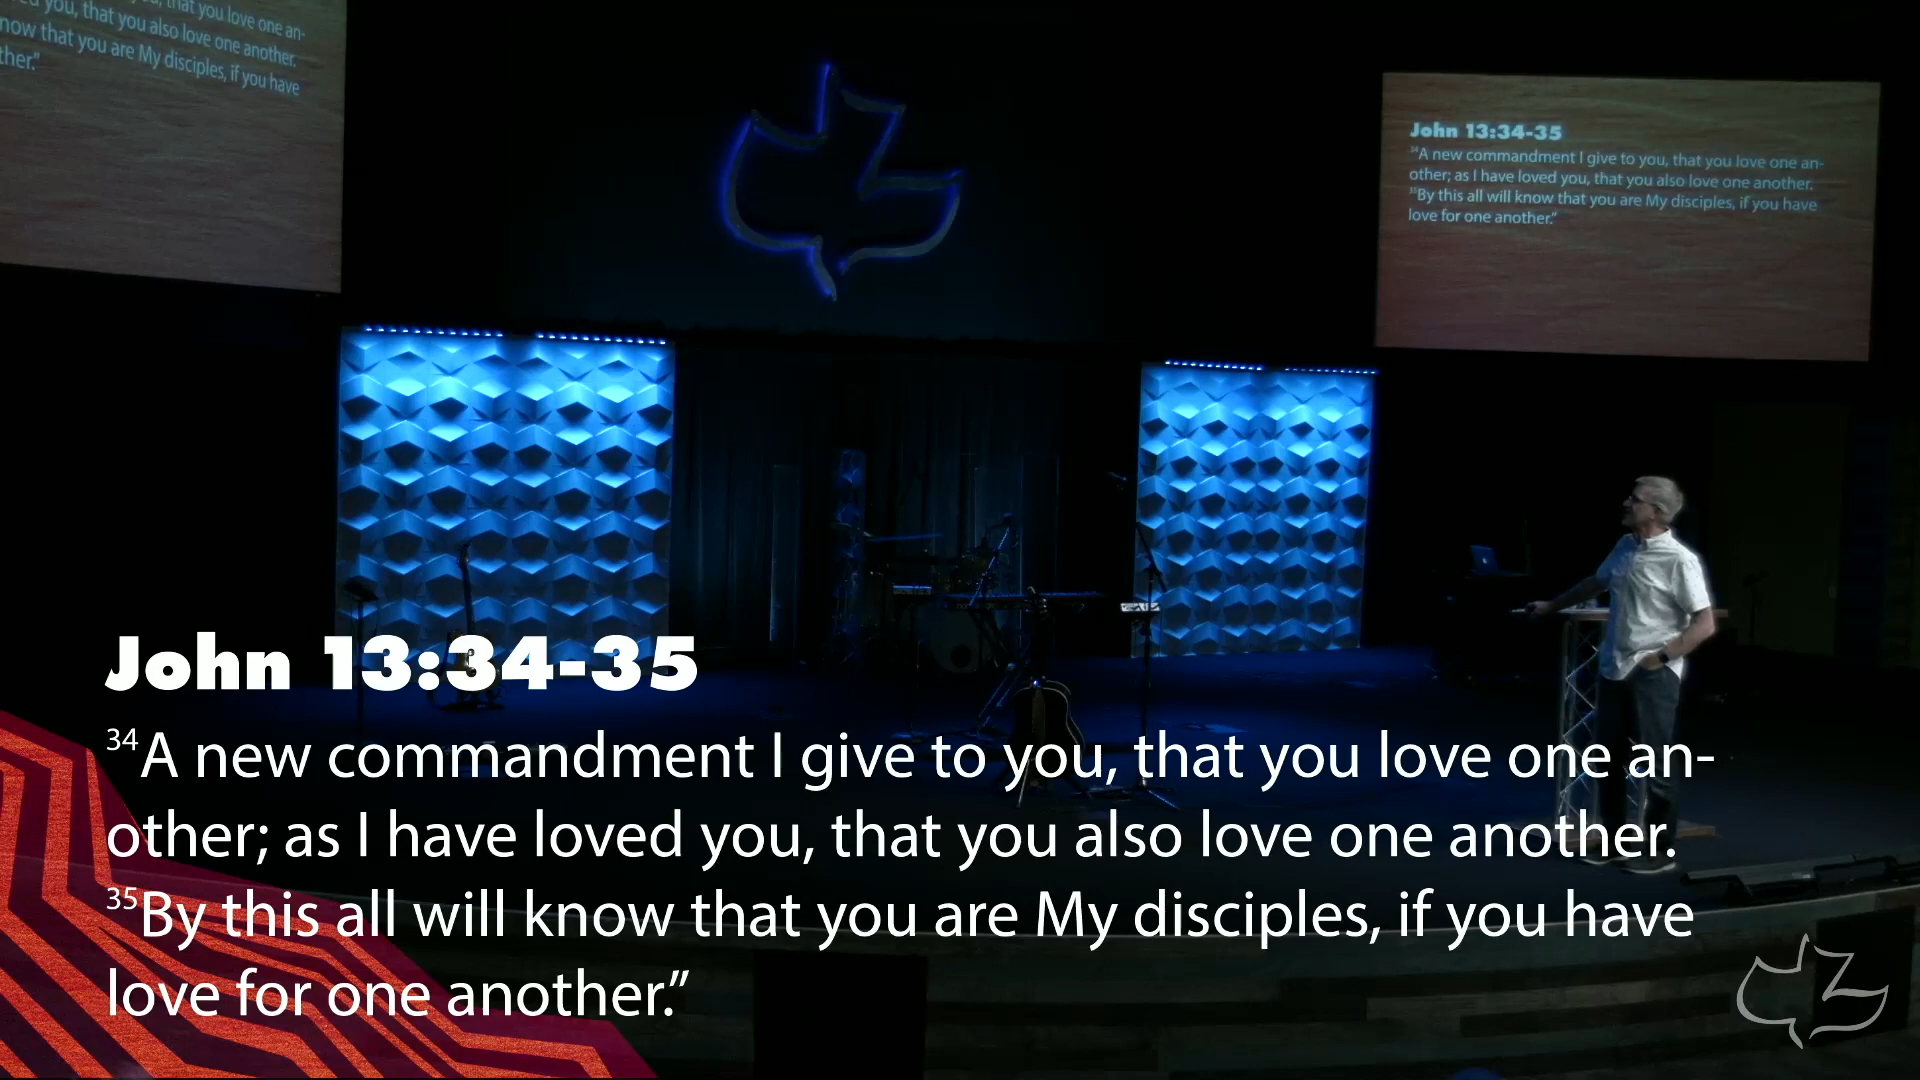 you, that you love one an-
you, that you also love one another.
now that you are My disciples, if you have
ther."
John 13:34-35
34A new commandment I give to you, that you love one an-
other; as I have loved you, that you also love one another.
35By this all will know that you are My disciples, if you have
love for one another."
John 13:34-35
34A new commandment I give to you, that you love one an-
other; as I have loved you, that you also love one another.
35By this all will know that you are My disciples, if you have
love for one another."